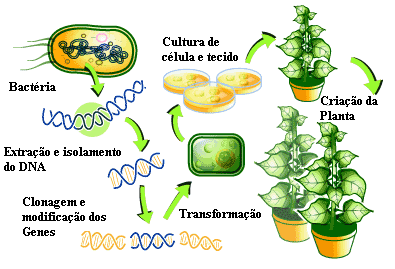 Bactéria
Extração e isolamento
do DNA
Clonagem e
modificação dos
Genes
Transformação
Cultura de
célula e tecido
Criação da
Planta